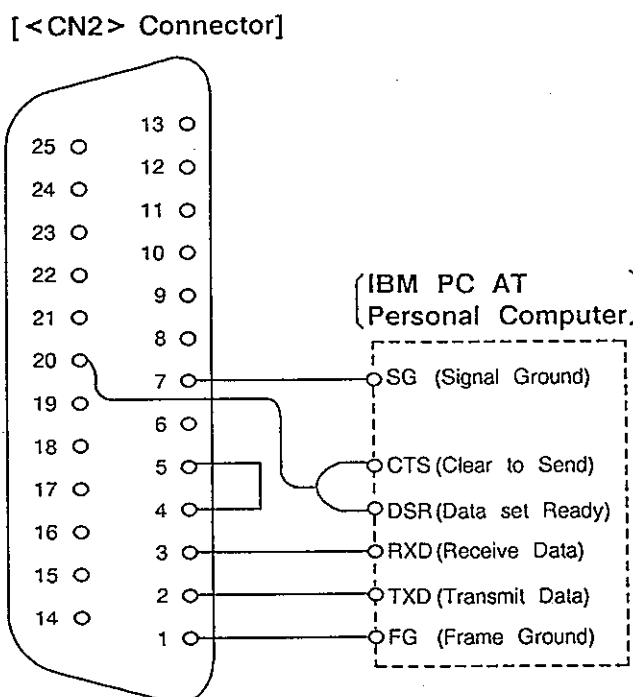 [<CN2> Connector]
13
25
12
24
11
23
10
22
9
21
8
20
7
19
6
18
5
17
4
16
3
15
2
14
1
IBM PC AT
Personal Computer
SG (Signal Ground)
CTS (Clear to Send)
DSR (Data set Ready)
RXD (Receive Data)
TXD (Transmit Data)
FG (Frame Ground)